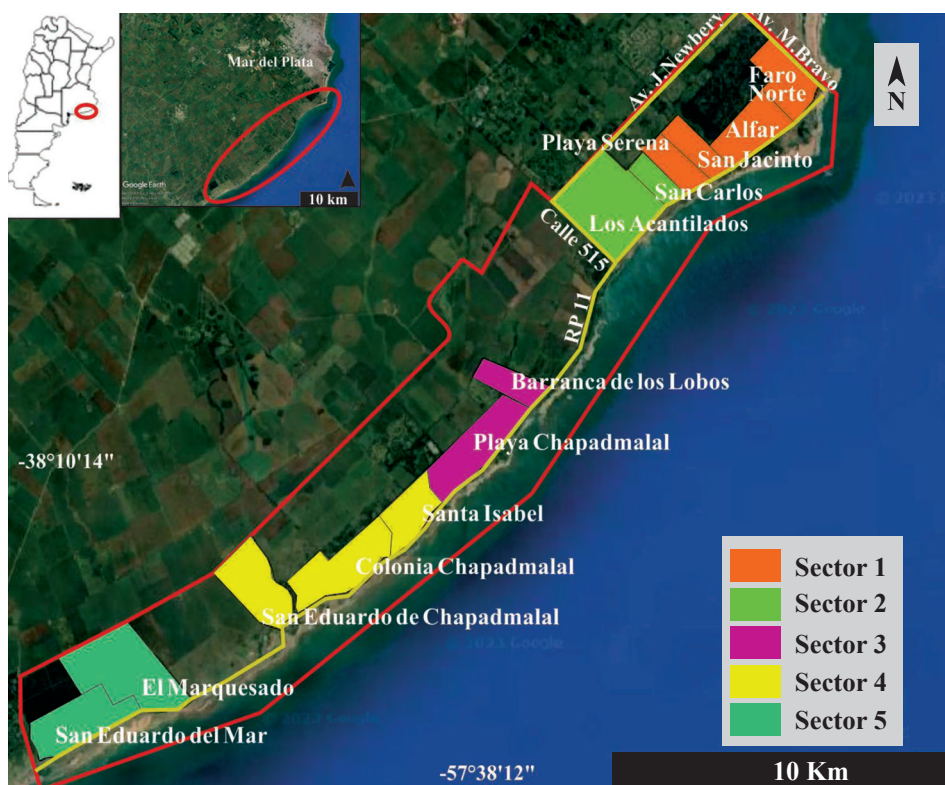 Mar del Plata
Google Earth
10 km
Av. J.Newbery
Av. M.Bravo
N
Faro
Norte
Playa Serena
Alfar
San Jacinto
San Carlos
Los Acantilados
Calle 515
RP 11
Barranca de los Lobos
Playa Chapadmalal
-38°10'14"
Santa Isabel
Colonia Chapadmalal
San Eduardo de Chapadmalal
El Marquesado
San Eduardo del Mar
-57°38'12"
Sector 1
Sector 2
Sector 3
Sector 4
Sector 5
10 Km
© 2023 Google